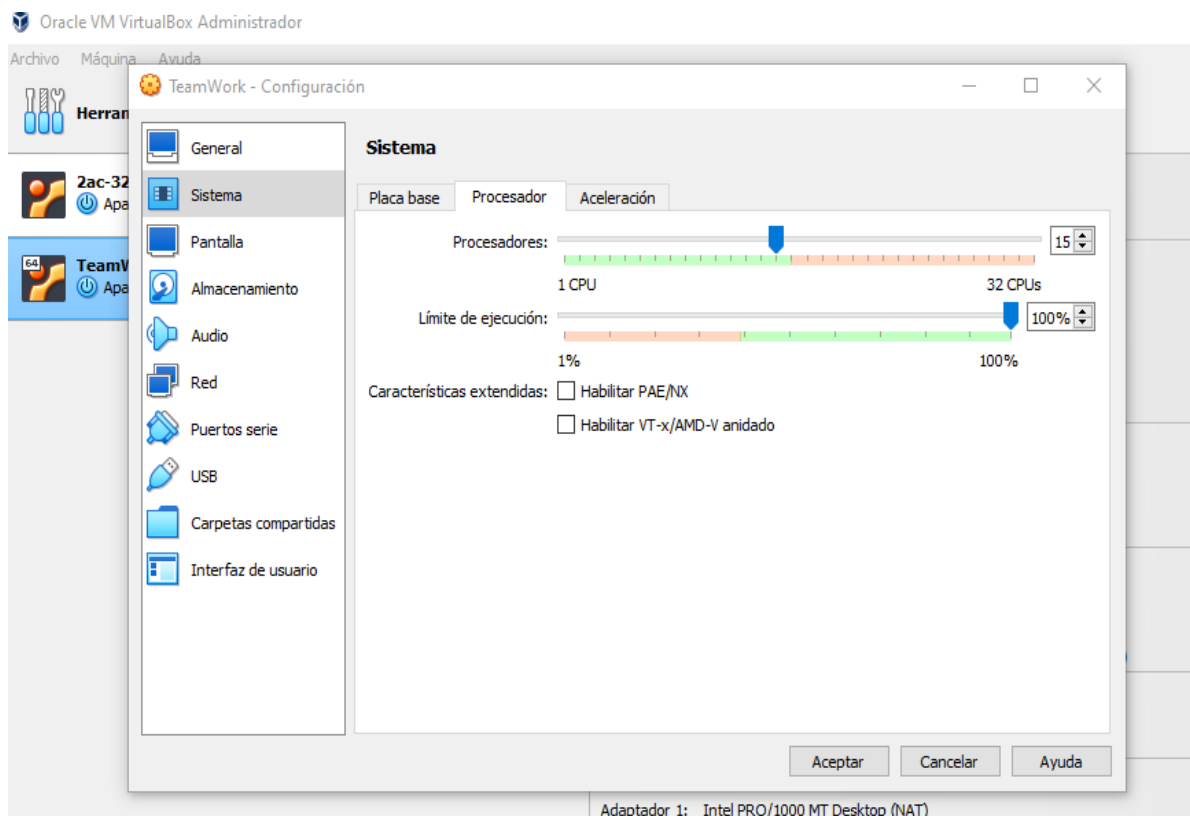 Oracle VM VirtualBox Administrador
Archivo Máquina Ayuda
TeamWork - Configuración
Herran
2ac-32
Apa
64
TeamW
Apa
General
Sistema
Pantalla
Almacenamiento
Audio
Red
Puertos serie
USB
Carpetas compartidas
Interfaz de usuario
Sistema
Placa base Procesador Aceleración
Procesadores: 15
1 CPU 32 CPUs
Límite de ejecución: 100%
1% 100%
Características extendidas: Habilitar PAE/NX
Habilitar VT-x/AMD-V anidado
Aceptar Cancelar Ayuda
Adaptador 1: Intel PRO/1000 MT Desktop (NAT)